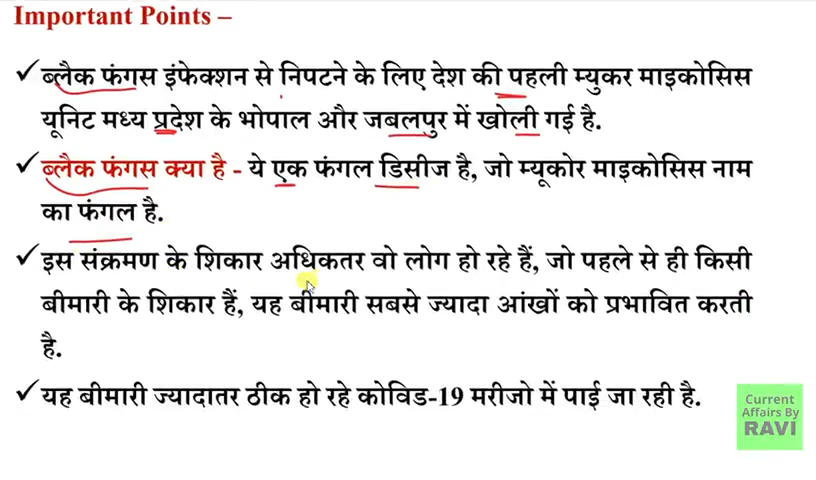 Important Points –
✓ ब्लैक फंगस इंफेक्शन से निपटने के लिए देश की पहली म्युकर माइकोसिस
यूनिट मध्य प्रदेश के भोपाल और जबलपुर में खोली गई है.
✓ ब्लैक फंगस क्या है - ये एक फंगल डिसीज है, जो म्यूकोर माइकोसिस नाम
का फंगल है.
✓ इस संक्रमण के शिकार अधिकतर वो लोग हो रहे हैं, जो पहले से ही किसी
बीमारी के शिकार हैं, यह बीमारी सबसे ज्यादा आंखों को प्रभावित करती
है.
✓ यह बीमारी ज्यादातर ठीक हो रहे कोविड-19 मरीजो में पाई जा रही है.
Current
Affairs By
RAVI